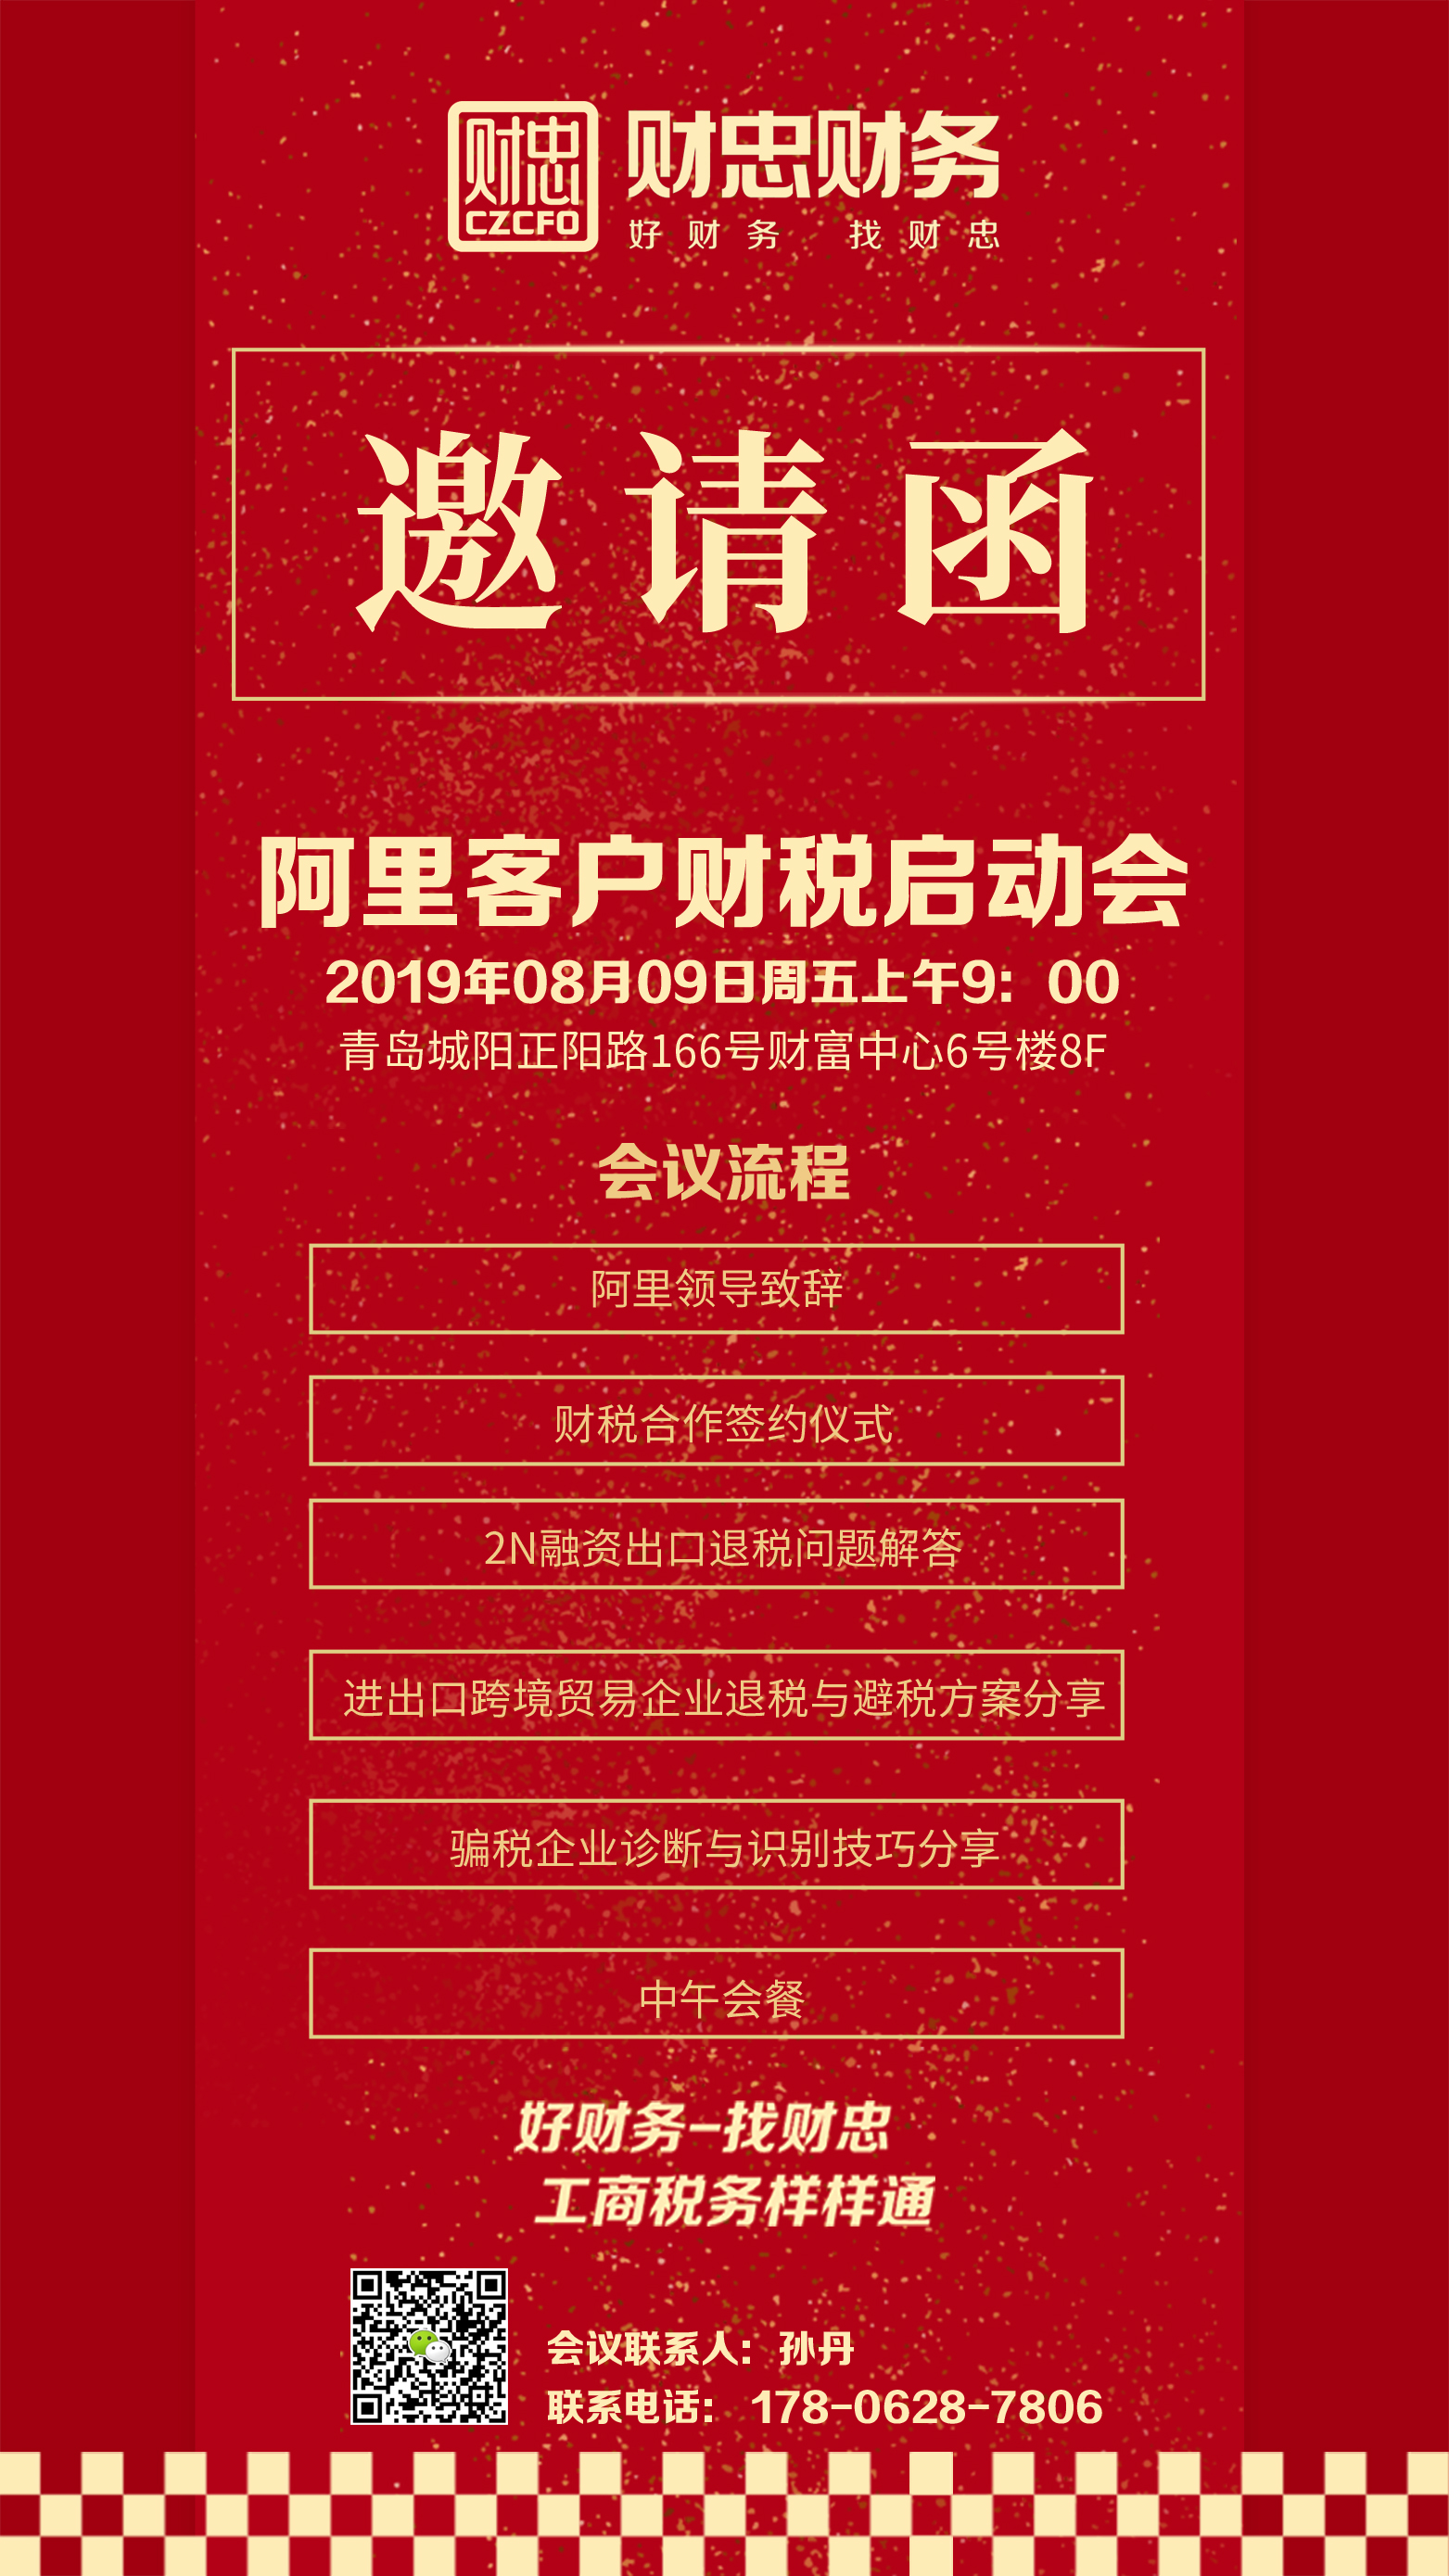 财忠
CZCFO
财忠财务
好财务 找财忠
邀请函
阿里客户财税启动会
2019年08月09日周五上午9：00
青岛城阳正阳路166号财富中心6号楼8F
会议流程
阿里领导致辞
财税合作签约仪式
2N融资出口退税问题解答
进出口跨境贸易企业退税与避税方案分享
骗税企业诊断与识别技巧分享
中午会餐
好财务-找财忠
工商税务样样通
会议联系人：孙丹
联系电话： 178-0628-7806